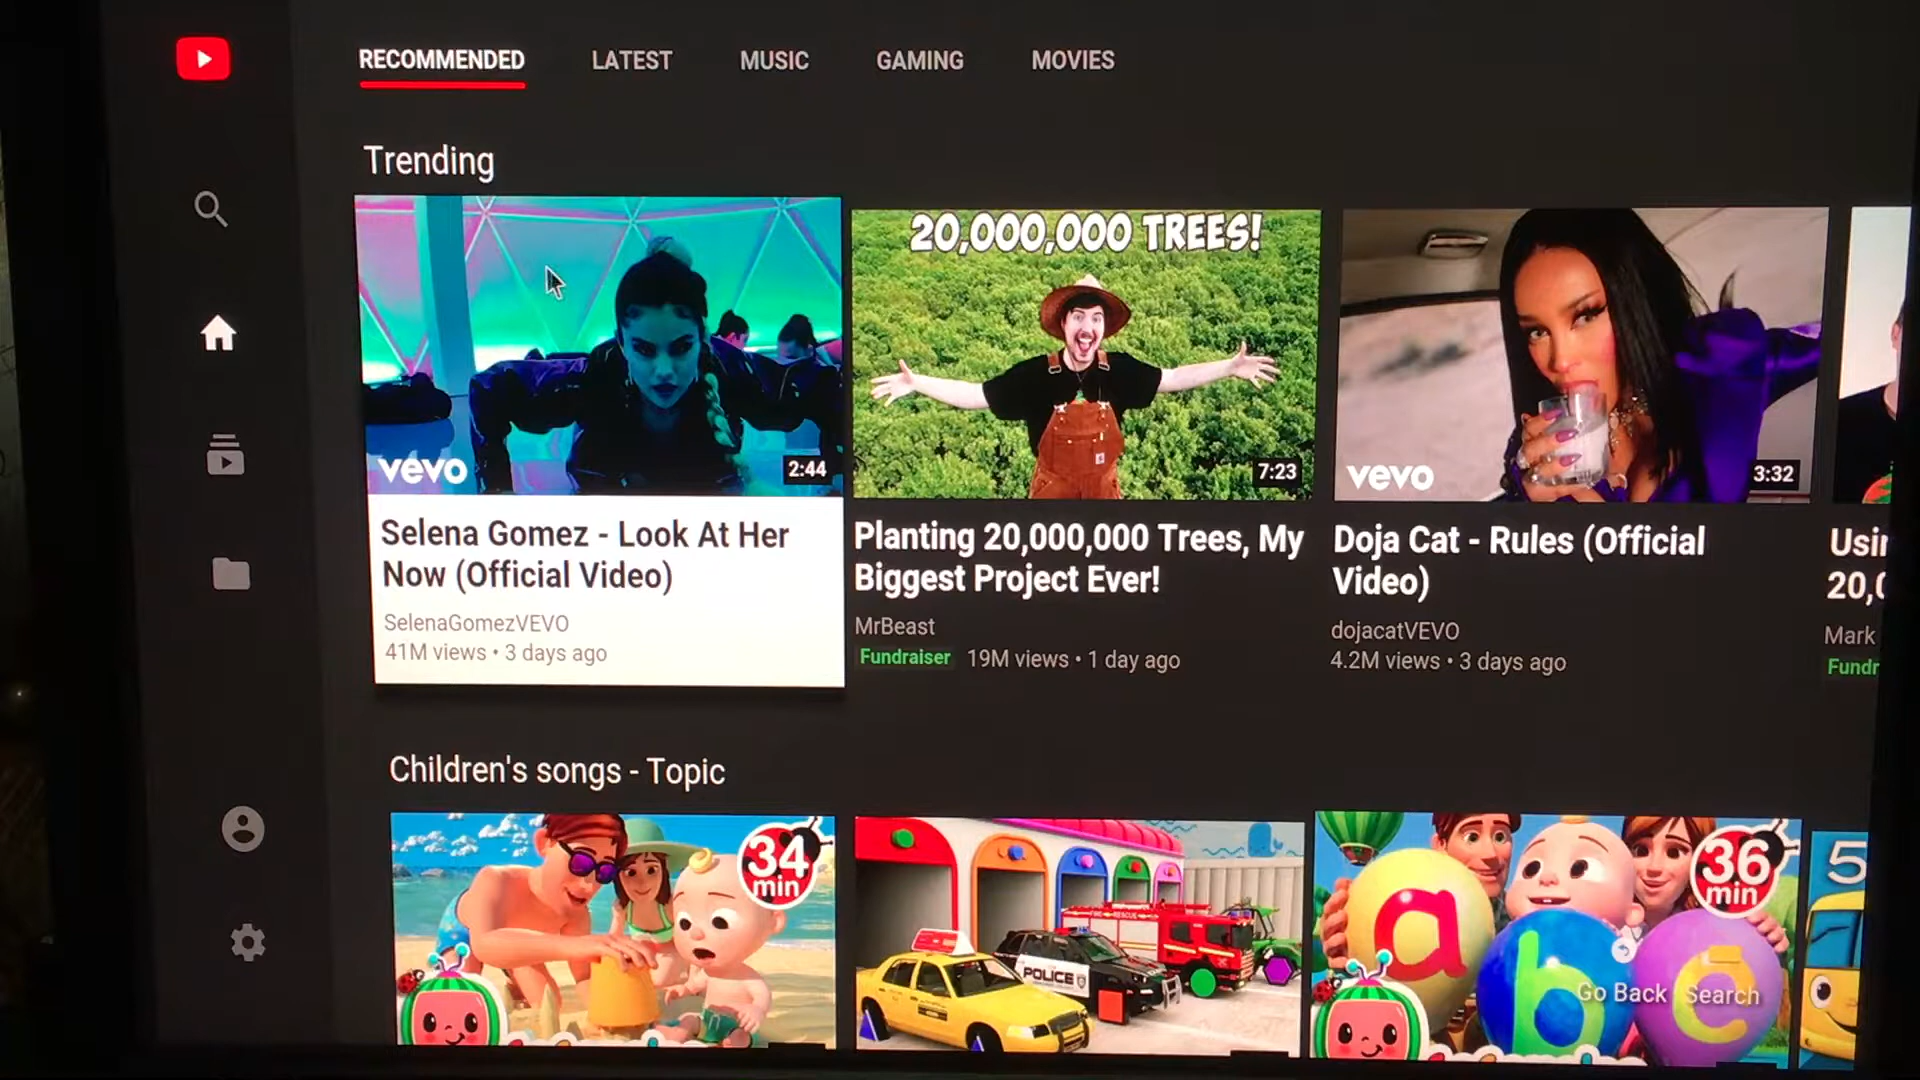 RECOMMENDED LATEST MUSIC GAMING MOVIES
Trending
20,000,000 TREES!
vevo
2:44
7:23
vevo
3:32
Selena Gomez - Look At Her
Now (Official Video)
SelenaGomezVEVO
41M views • 3 days ago
Planting 20,000,000 Trees, My
Biggest Project Ever!
MrBeast
Fundraiser 19M views • 1 day ago
Doja Cat - Rules (Official
Video)
dojacatVEVO
4.2M views • 3 days ago
Mark
Children's songs - Topic
34
min
POLICE
36
min
a
b
c
5
Go Back Search